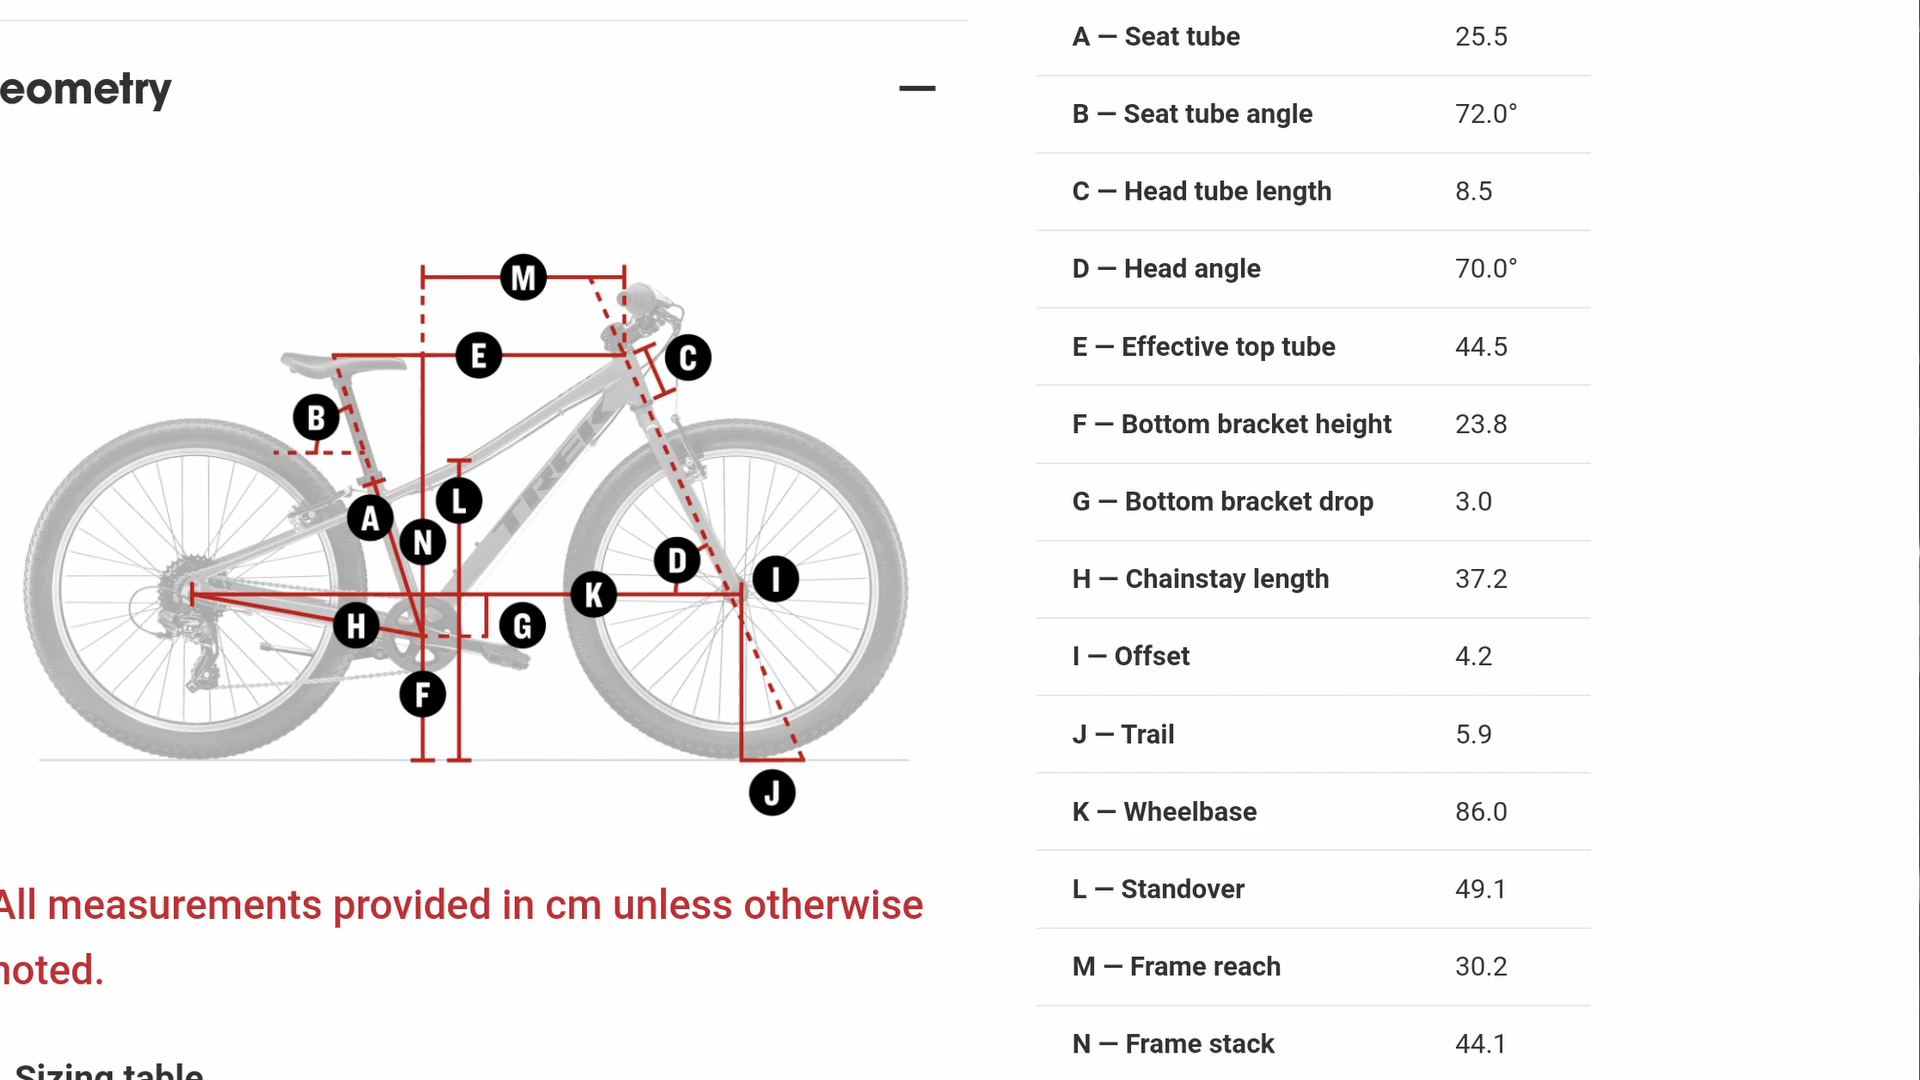 eometry
M
E
C
B
L
A
N
D
I
K
H
G
F
J
TREK
All measurements provided in cm unless otherwise
noted.
Sizing table
A — Seat tube 25.5
B — Seat tube angle 72.0°
C — Head tube length 8.5
D — Head angle 70.0°
E — Effective top tube 44.5
F — Bottom bracket height 23.8
G — Bottom bracket drop 3.0
H — Chainstay length 37.2
I — Offset 4.2
J — Trail 5.9
K — Wheelbase 86.0
L — Standover 49.1
M — Frame reach 30.2
N — Frame stack 44.1